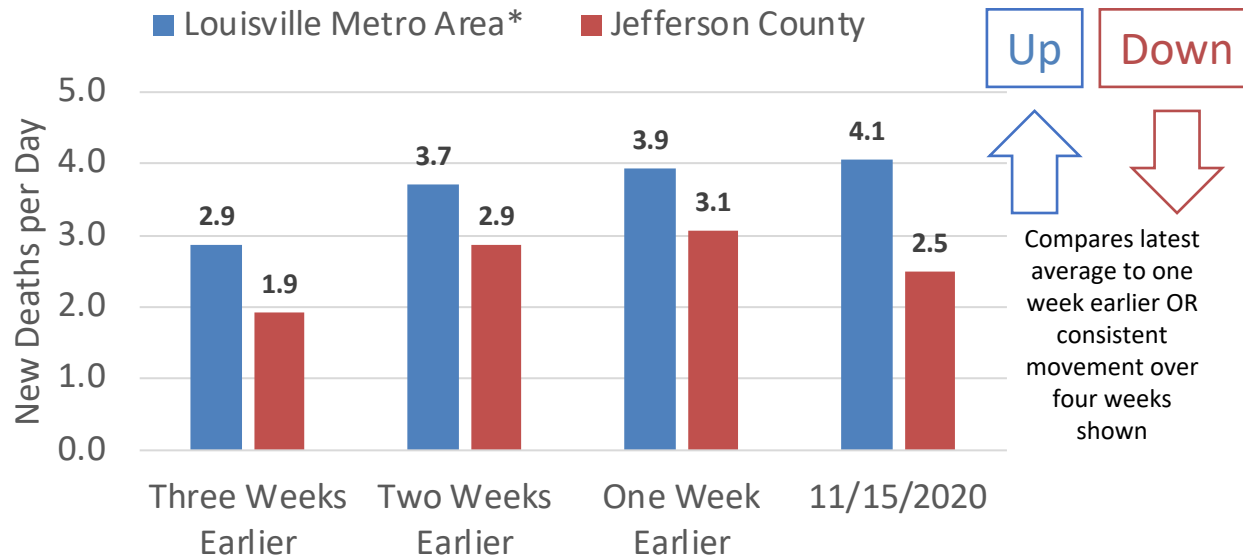 Louisville Metro Area* Jefferson County
Up Down
New Deaths per Day
5.0
4.0
3.0
2.0
1.0
0.0
2.9
1.9
3.7
2.9
3.9
3.1
4.1
2.5
Three Weeks
Earlier
Two Weeks
Earlier
One Week
Earlier
11/15/2020
Compares latest
average to one
week earlier OR
consistent
movement over
four weeks
shown